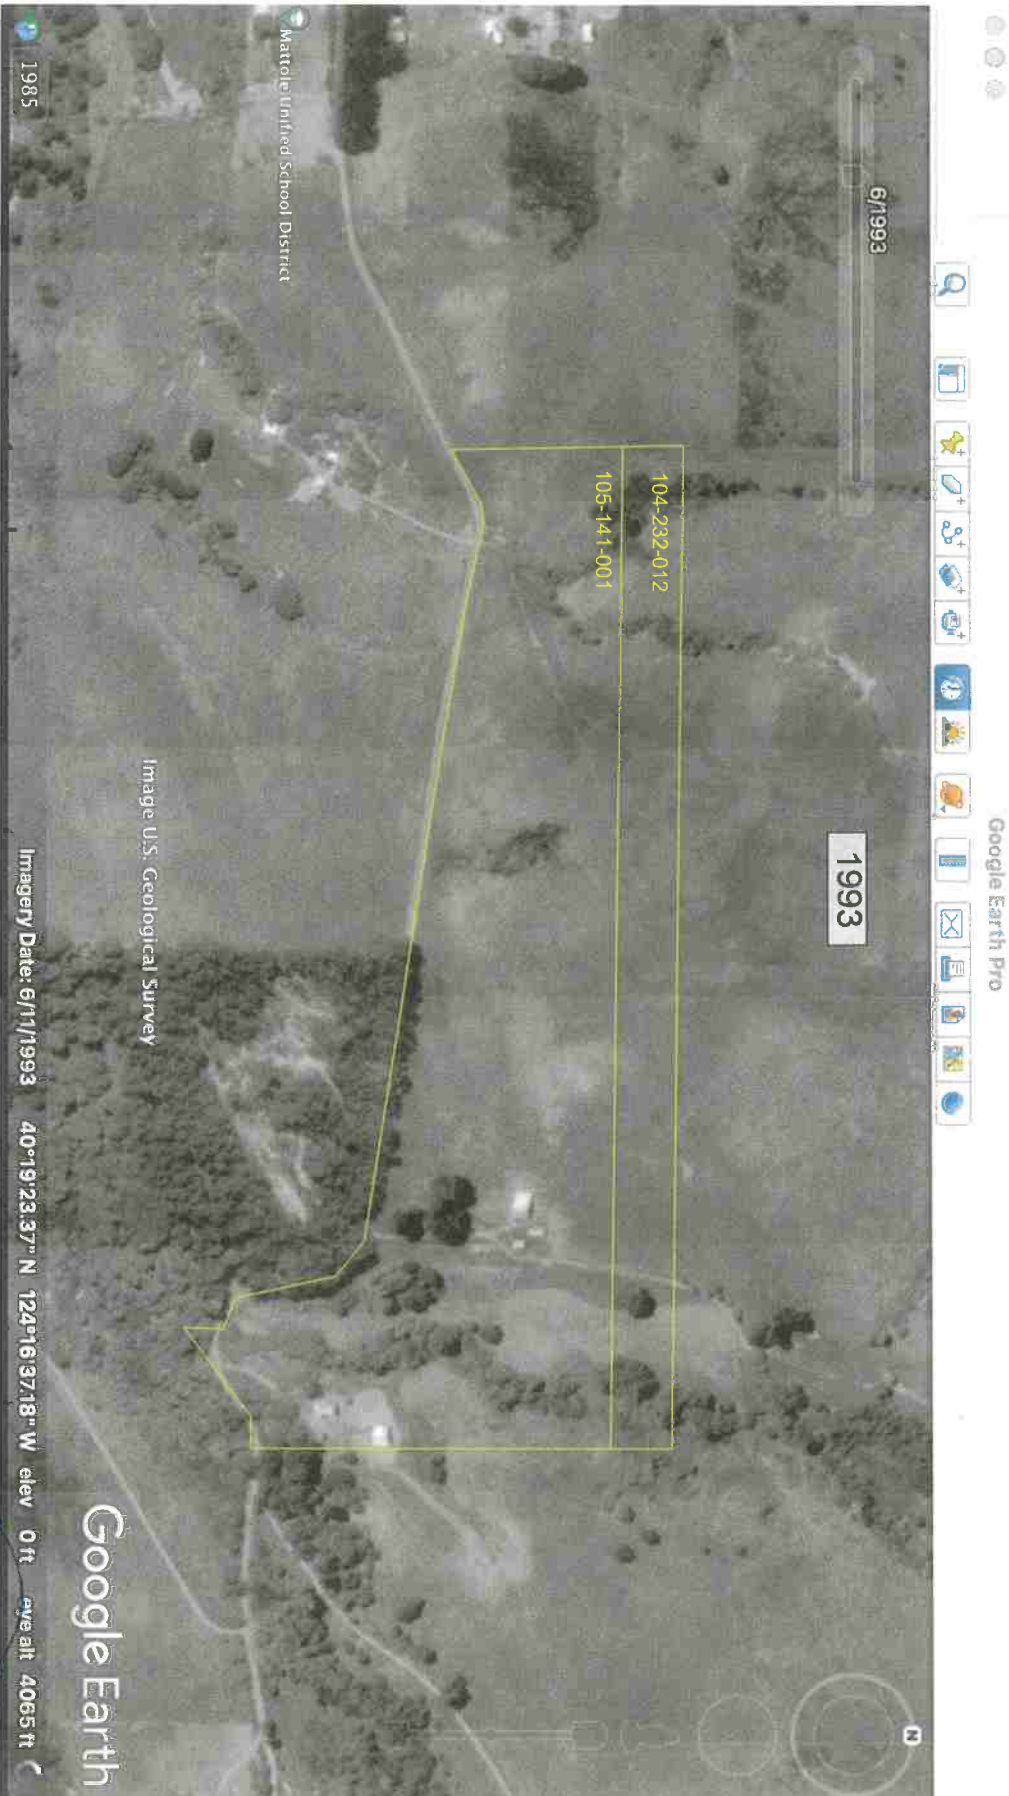 Google Earth Pro
6/1993
1993
N
104-232-012
105-141-001
Mattole Unified School District
Image U.S. Geological Survey
Google Earth
1985
Imagery Date: 6/11/1993 40°19'23.37" N 124°16'37.18" W elev 0 ft eye alt 4065 ft